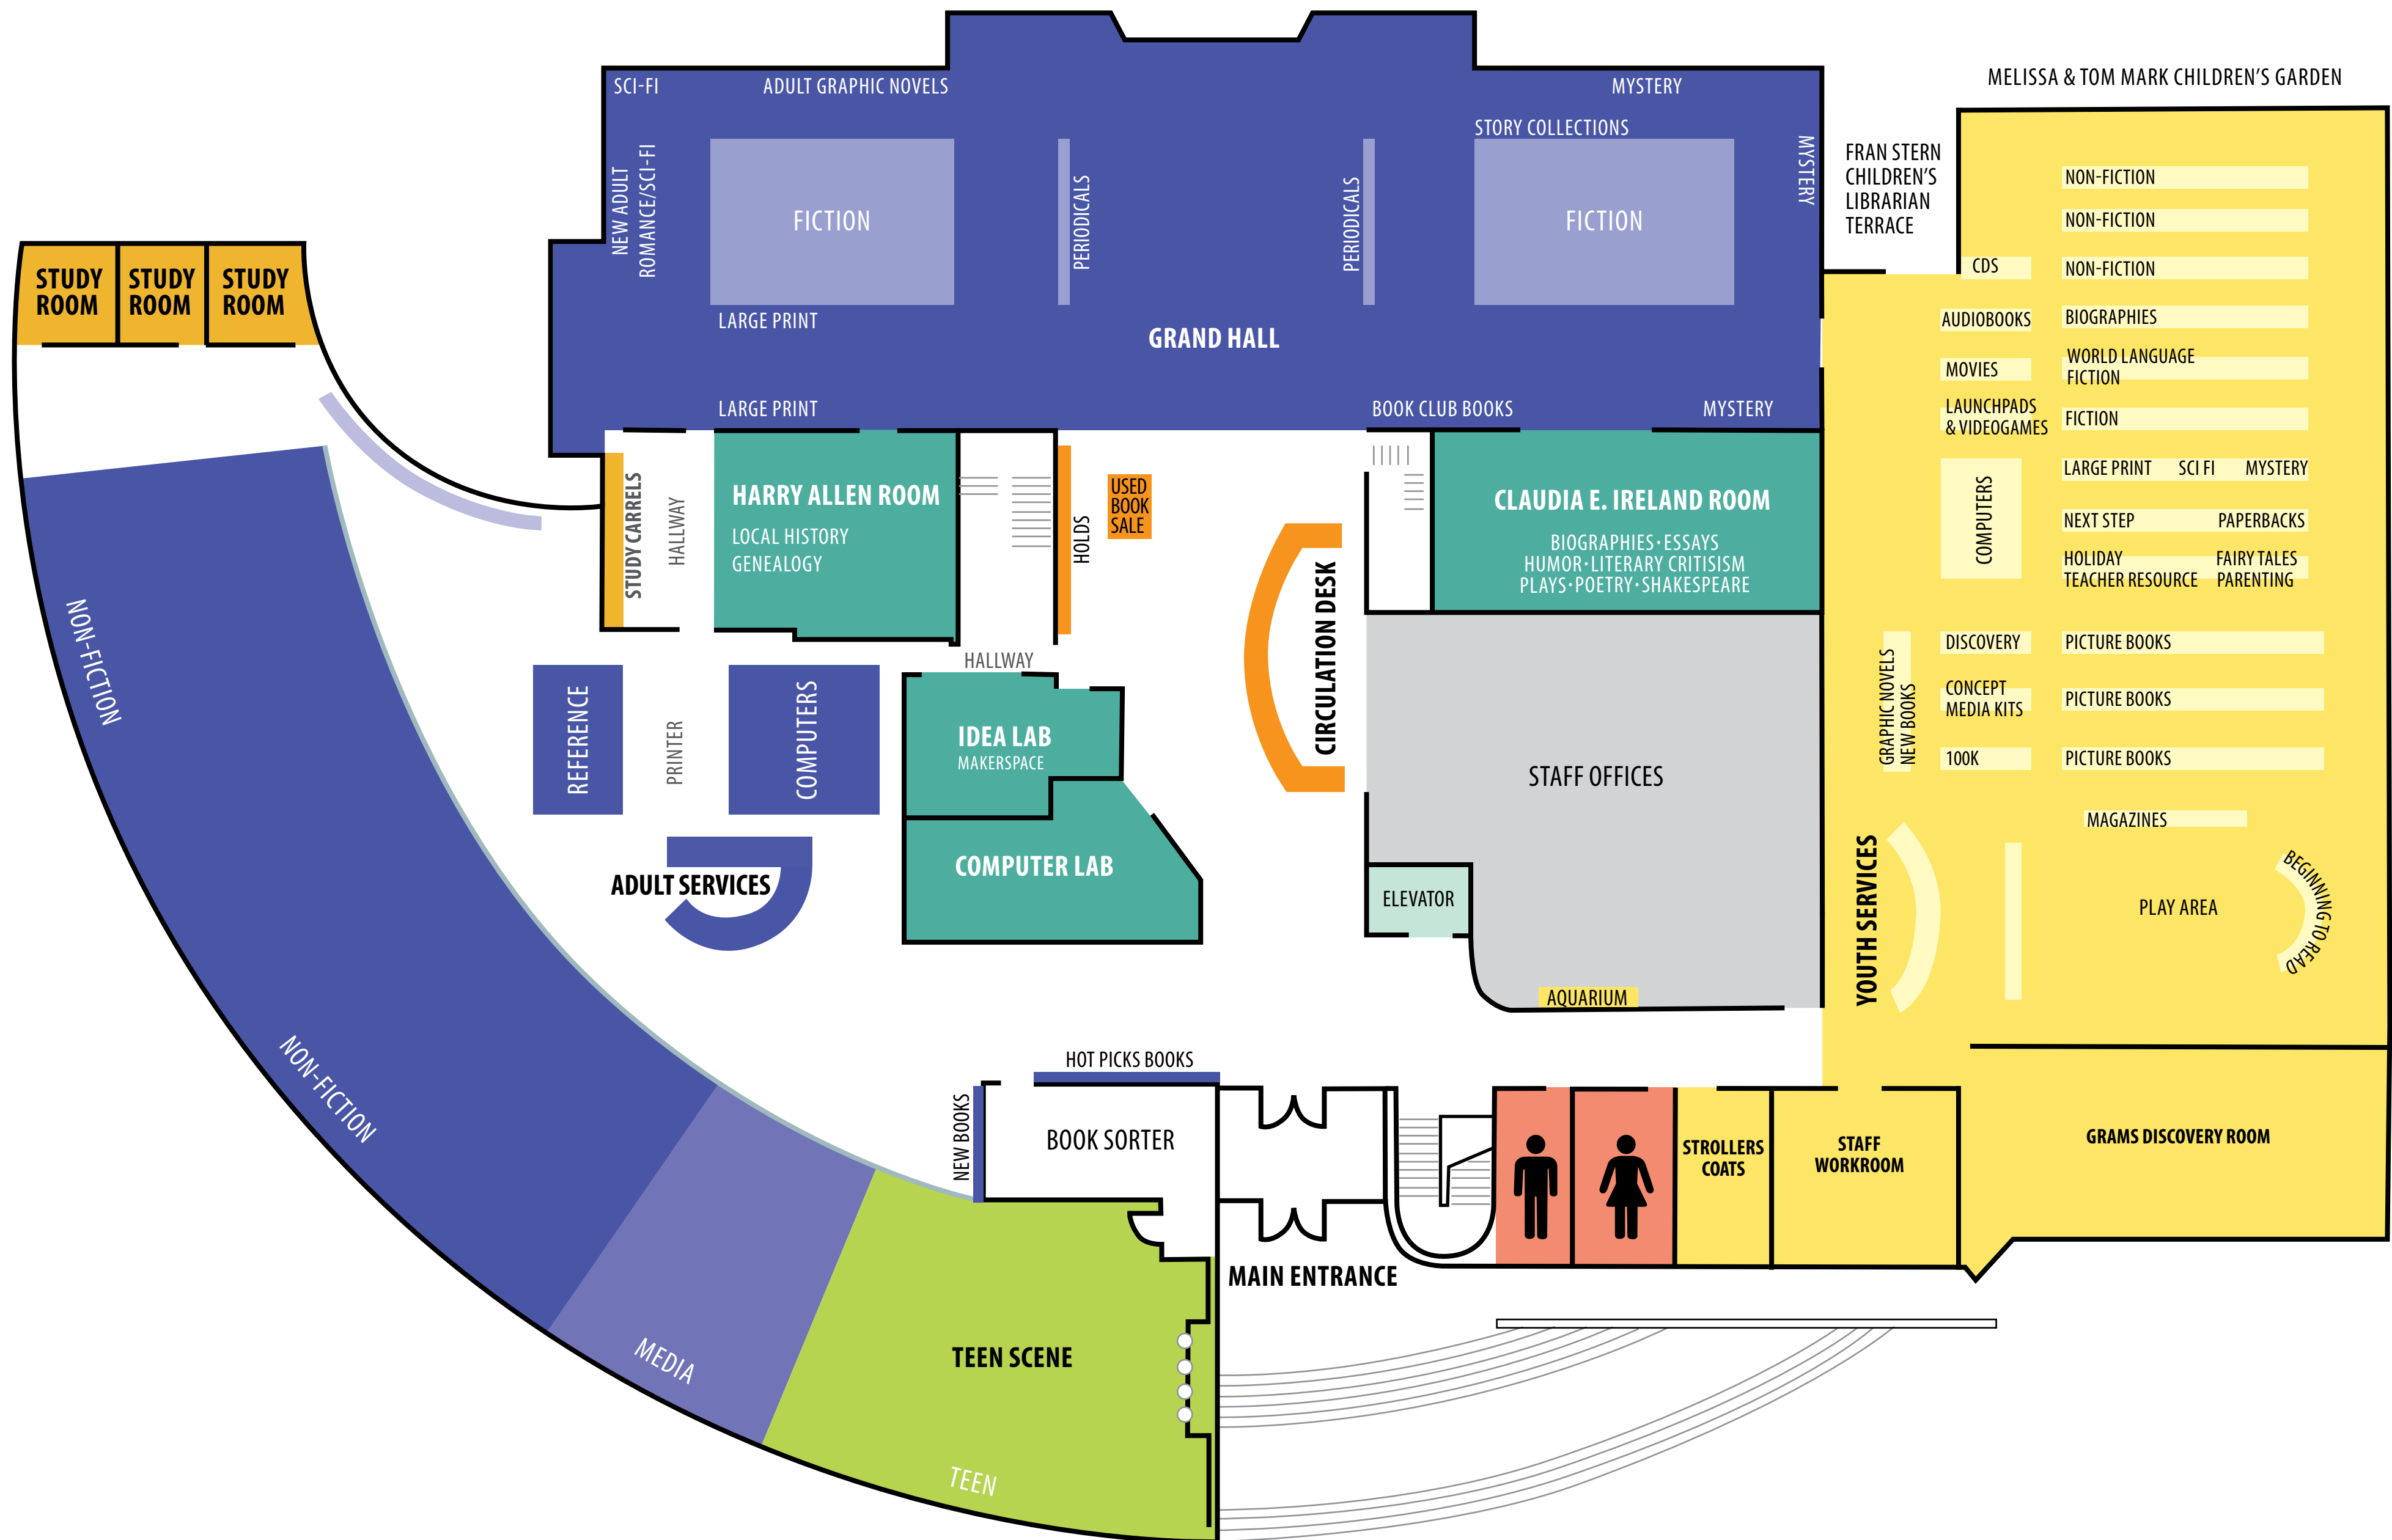 MELISSA & TOM MARK CHILDREN'S GARDEN
SCI-FI
ADULT GRAPHIC NOVELS
MYSTERY
STORY COLLECTIONS
MYSTERY
NEW ADULT
ROMANCE/SCI-FI
FICTION
PERIODICALS
PERIODICALS
FICTION
LARGE PRINT
GRAND HALL
LARGE PRINT
BOOK CLUB BOOKS
MYSTERY
FRAN STERN
CHILDREN'S
LIBRARIAN
TERRACE
STUDY
ROOM
STUDY
ROOM
STUDY
ROOM
NON-FICTION
NON-FICTION
MEDIA
TEEN SCENE
TEEN
STUDY CARRELS
HALLWAY
HARRY ALLEN ROOM
LOCAL HISTORY
GENEALOGY
HOLDS
USED
BOOK
SALE
CIRCULATION DESK
CLAUDIA E. IRELAND ROOM
BIOGRAPHIES·ESSAYS
HUMOR·LITERARY CRITISISM
PLAYS·POETRY·SHAKESPEARE
HALLWAY
REFERENCE
PRINTER
COMPUTERS
IDEA LAB
MAKERSPACE
COMPUTER LAB
ADULT SERVICES
STAFF OFFICES
ELEVATOR
AQUARIUM
HOT PICKS BOOKS
NEW BOOKS
BOOK SORTER
MAIN ENTRANCE
STROLLERS
COATS
STAFF
WORKROOM
GRAMS DISCOVERY ROOM
NON-FICTION
NON-FICTION
CDS
NON-FICTION
AUDIOBOOKS
BIOGRAPHIES
MOVIES
WORLD LANGUAGE
FICTION
LAUNCHPADS
& VIDEOGAMES
FICTION
COMPUTERS
LARGE PRINT SCI FI MYSTERY
NEXT STEP PAPERBACKS
HOLIDAY FAIRY TALES
TEACHER RESOURCE PARENTING
GRAPHIC NOVELS
NEW BOOKS
DISCOVERY
PICTURE BOOKS
CONCEPT
MEDIA KITS
PICTURE BOOKS
100K
PICTURE BOOKS
MAGAZINES
YOUTH SERVICES
PLAY AREA
BEGINNING TO READ